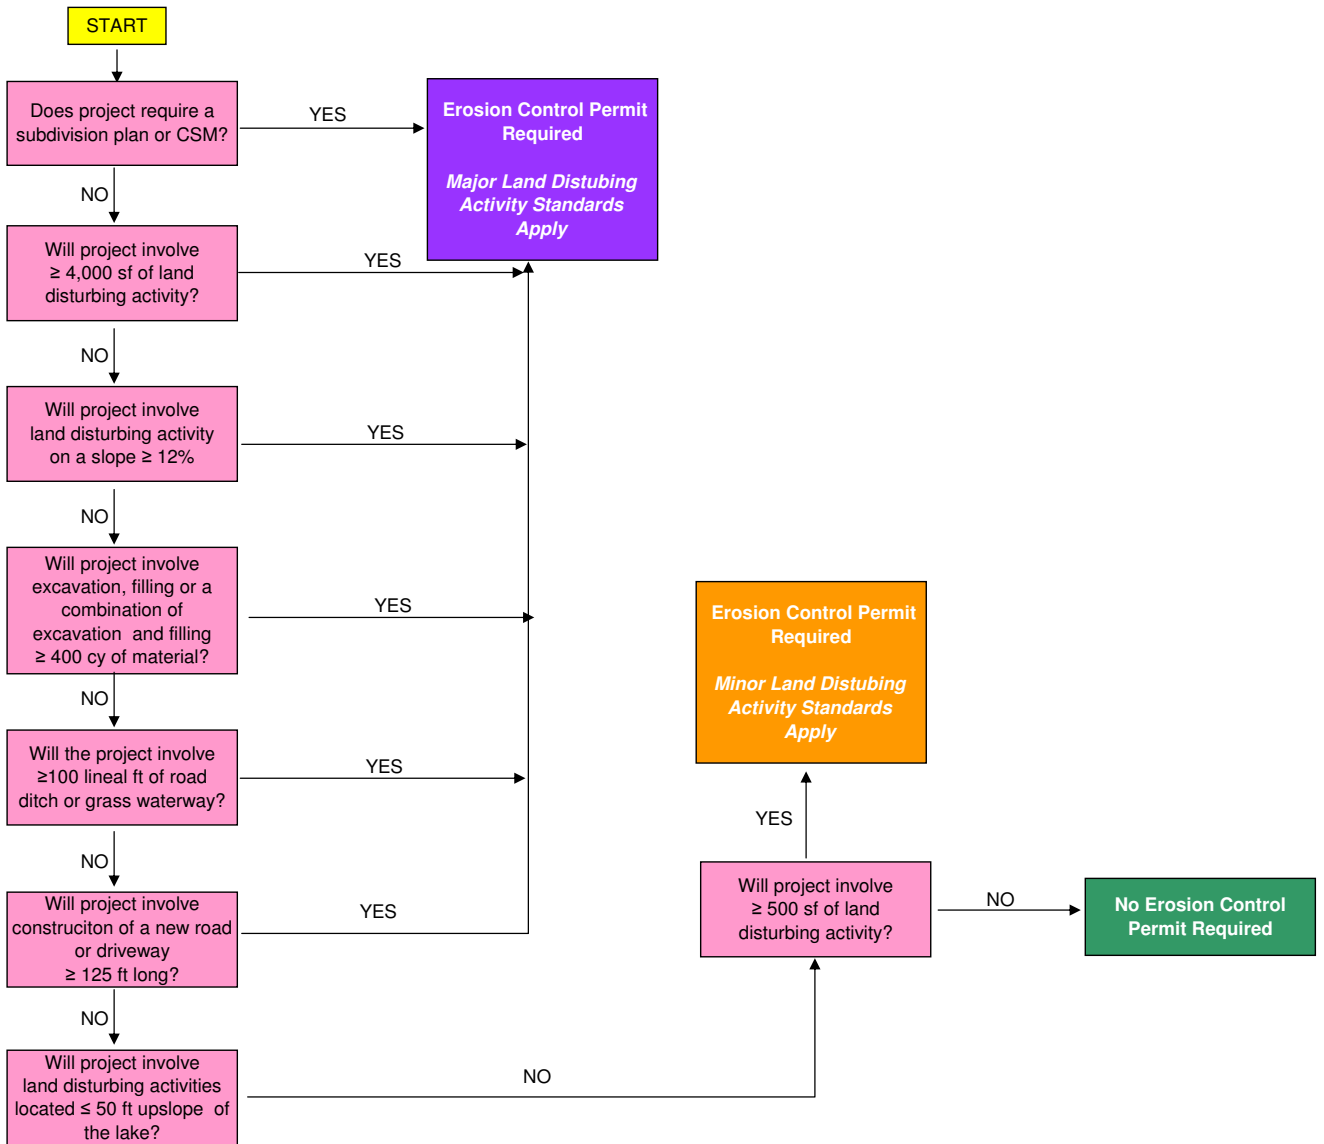 START
Does project require a
subdivision plan or CSM?
YES
Erosion Control Permit
Required
Major Land Distubing
Activity Standards
Apply
NO
Will project involve
≥ 4,000 sf of land
disturbing activity?
YES
NO
Will project involve
land disturbing activity
on a slope ≥ 12%
YES
NO
Will project involve
excavation, filling or a
combination of
excavation and filling
≥ 400 cy of material?
YES
NO
Will the project involve
≥100 lineal ft of road
ditch or grass waterway?
YES
NO
Will project involve
construciton of a new road
or driveway
≥ 125 ft long?
YES
NO
Will project involve
land disturbing activities
located ≤ 50 ft upslope of
the lake?
NO
Will project involve
≥ 500 sf of land
disturbing activity?
YES
Erosion Control Permit
Required
Minor Land Distubing
Activity Standards
Apply
NO
No Erosion Control
Permit Required